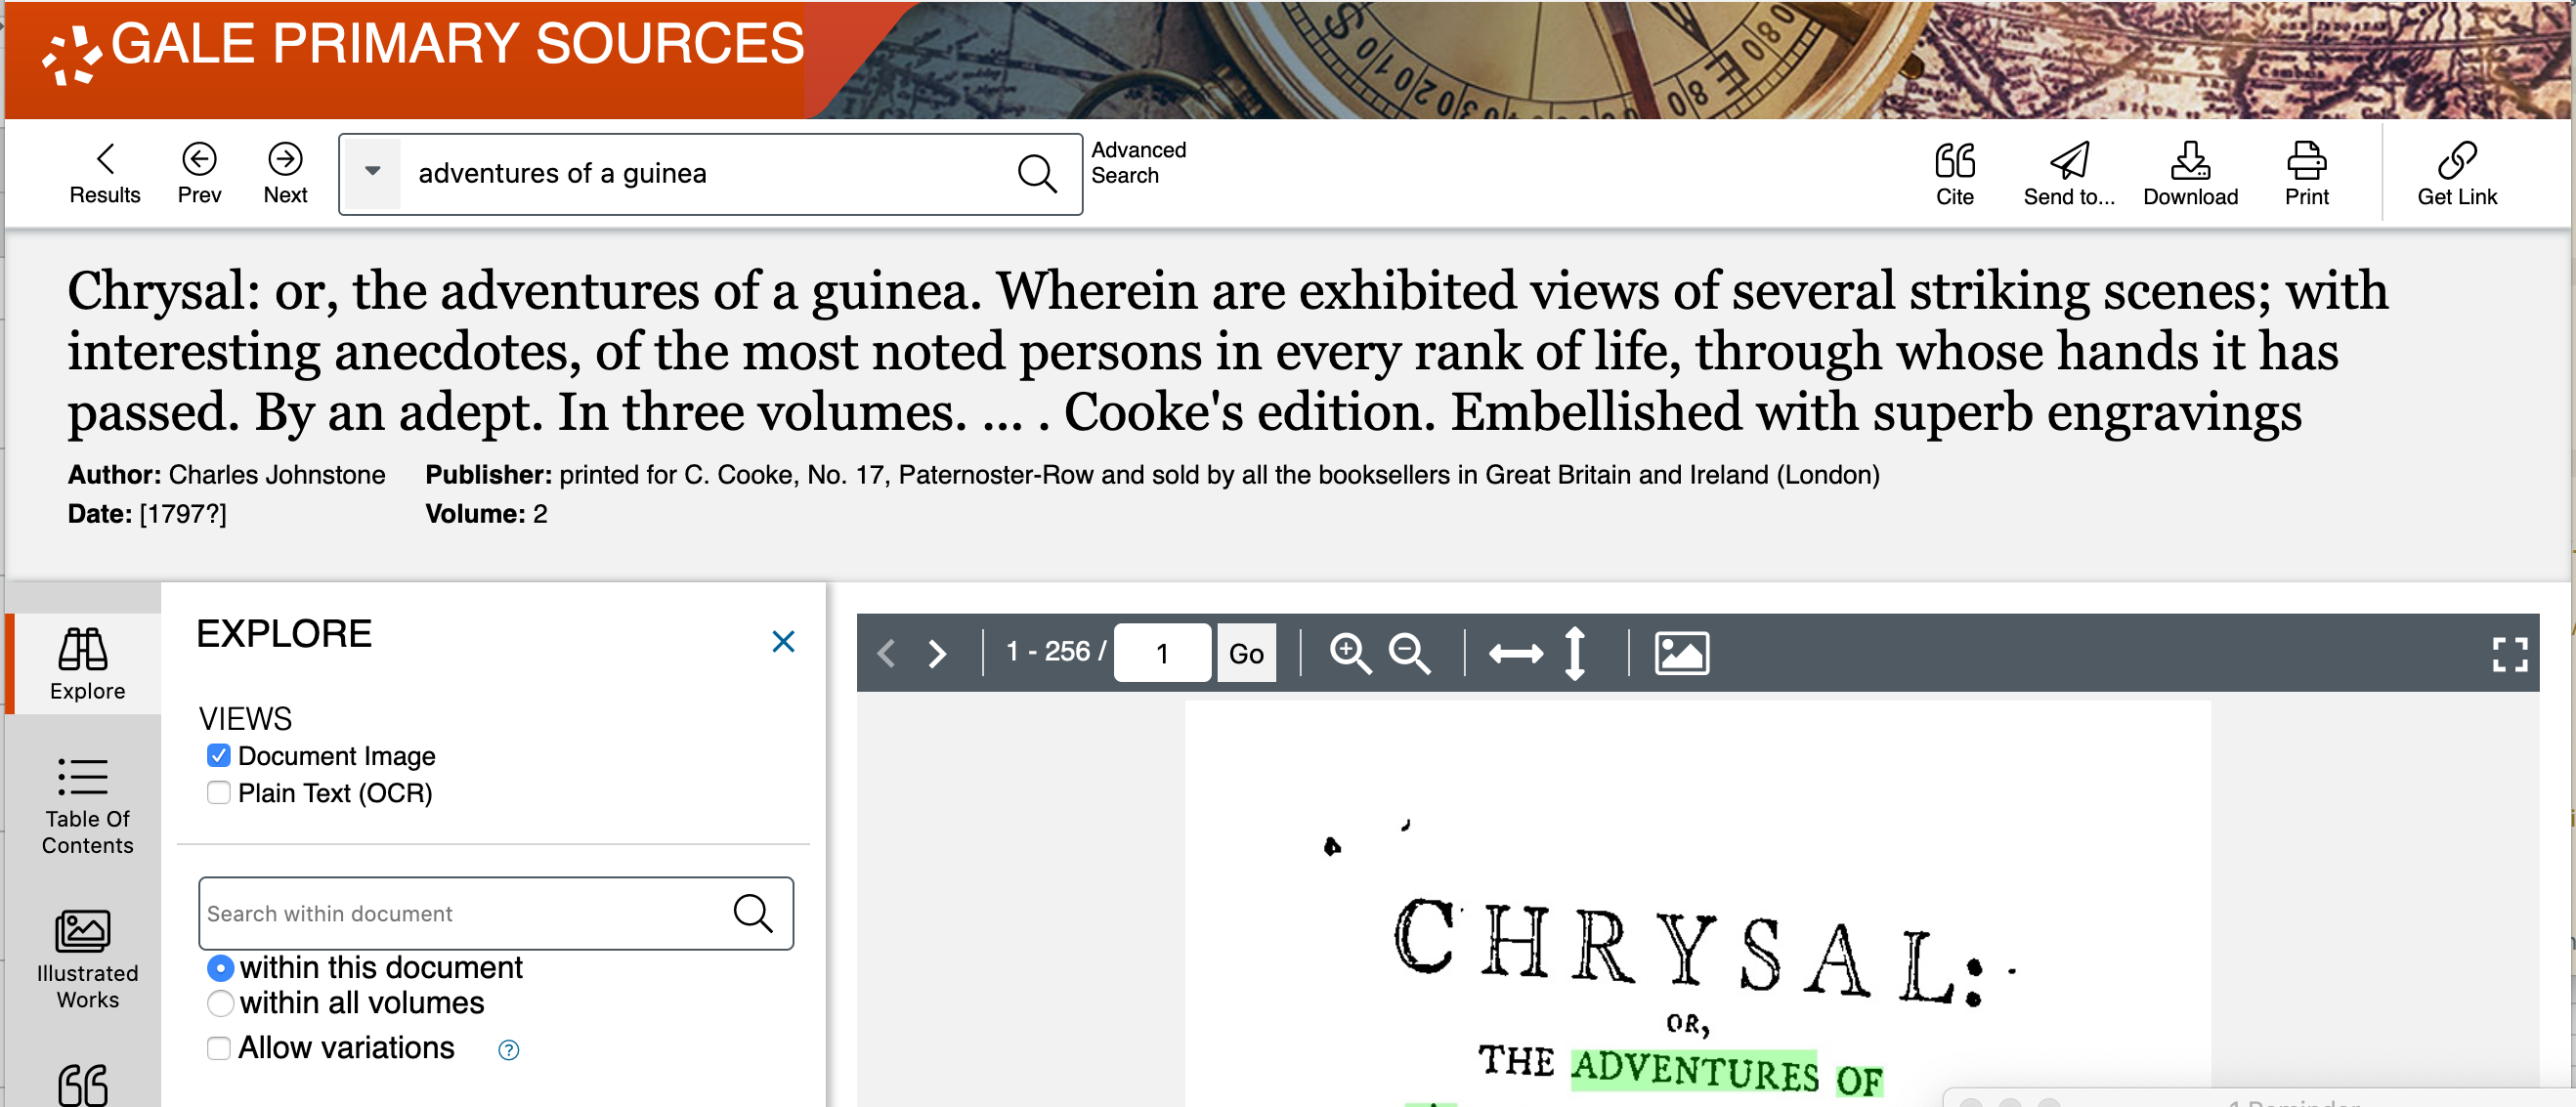 GALE PRIMARY SOURCES
Results
Prev
Next
adventures of a guinea
Advanced
Search
Cite
Send to...
Download
Print
Get Link
Chrysal: or, the adventures of a guinea. Wherein are exhibited views of several striking scenes; with
interesting anecdotes, of the most noted persons in every rank of life, through whose hands it has
passed. By an adept. In three volumes. ... . Cooke's edition. Embellished with superb engravings
Author: Charles Johnstone Publisher: printed for C. Cooke, No. 17, Paternoster-Row and sold by all the booksellers in Great Britain and Ireland (London)
Date: [1797?] Volume: 2
Explore
Table Of
Contents
Illustrated
Works
EXPLORE
VIEWS
Document Image
Plain Text (OCR)
Search within document
within this document
within all volumes
Allow variations
1 - 256 / 1 Go
CHRYSAL:
OR,
THE ADVENTURES OF